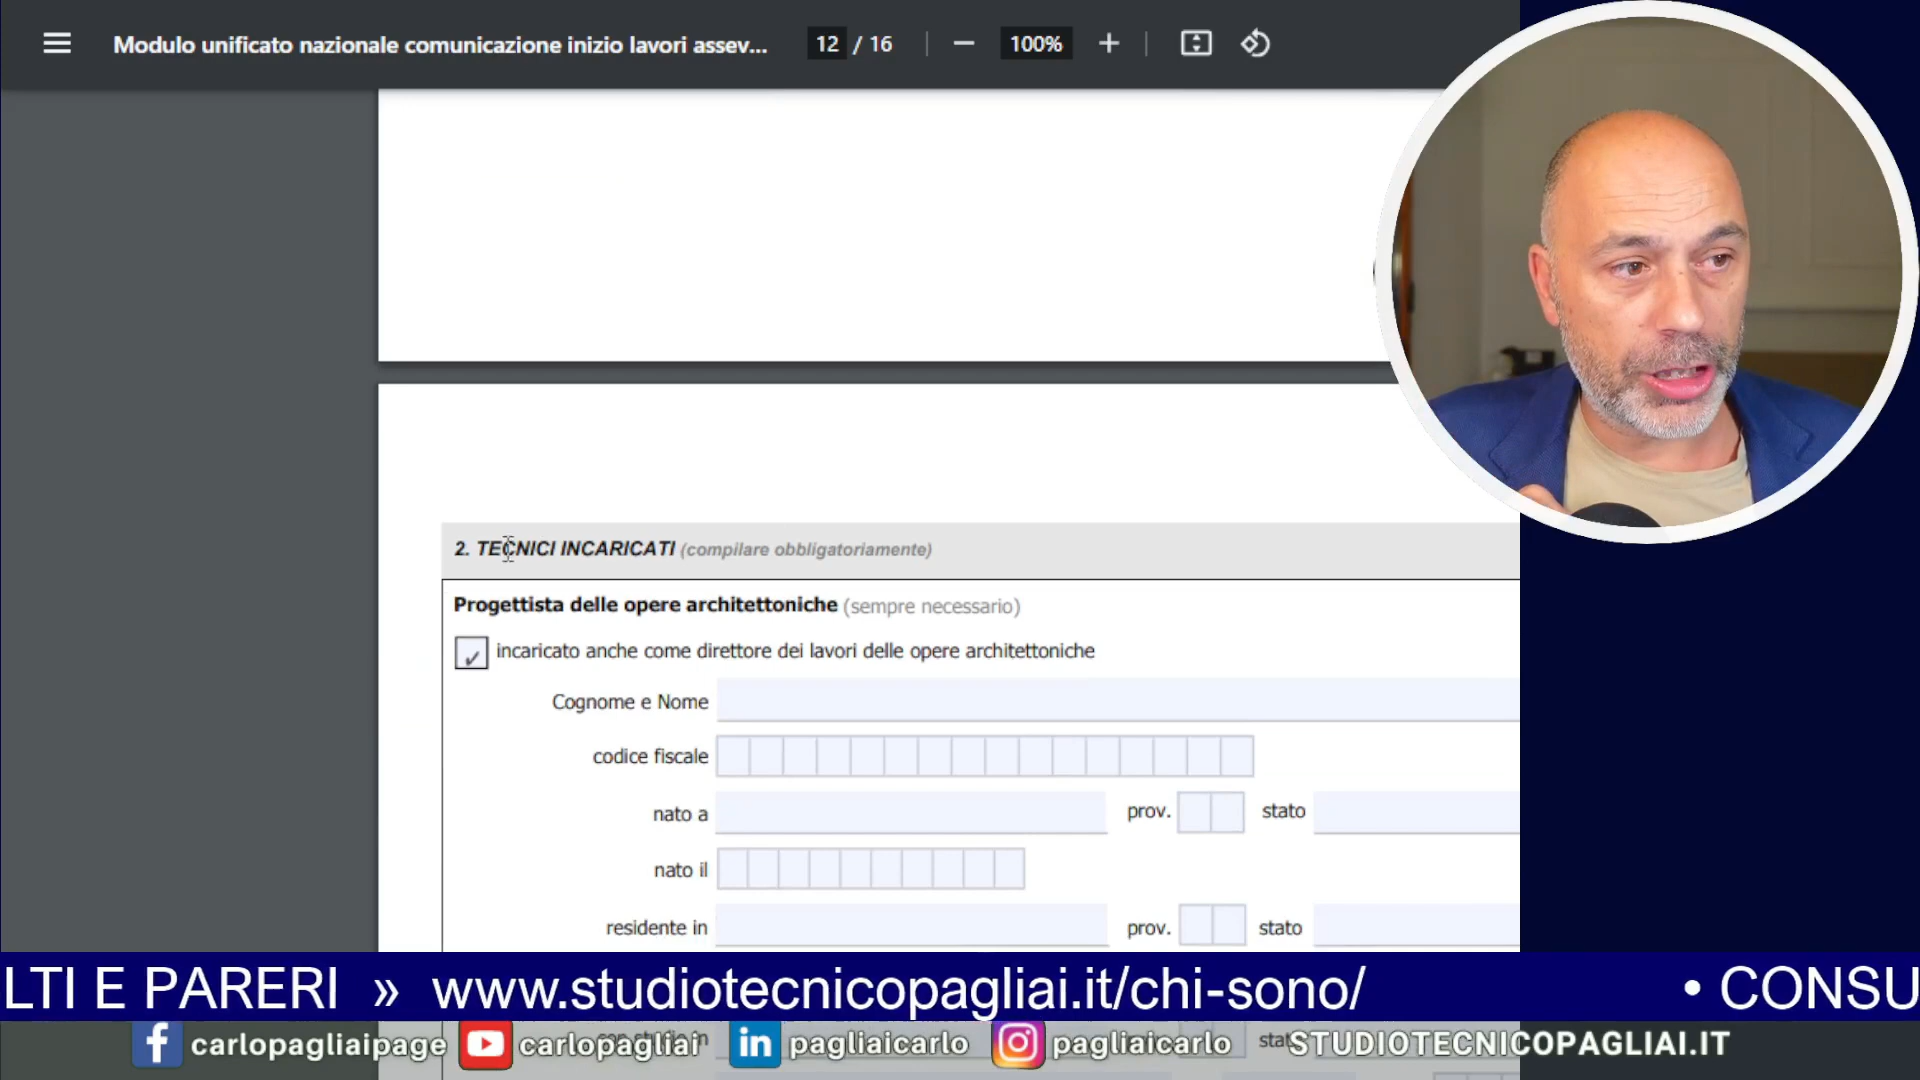 Modulo unificato nazionale comunicazione inizio lavori assev... 12 / 16 100%
2. TECNICI INCARICATI (compilare obbligatoriamente)
Progettista delle opere architettoniche (sempre necessario)
incaricato anche come direttore dei lavori delle opere architettoniche
Cognome e Nome
codice fiscale
nato a prov. stato
nato il
residente in prov. stato
LTI E PARERI » www.studiotecnicopagliai.it/chi-sono/ • CONSU
carlopagliaipage carlopagliai pagliaicarlo pagliaicarlo STUDIOTECNICOPAGLIAI.IT